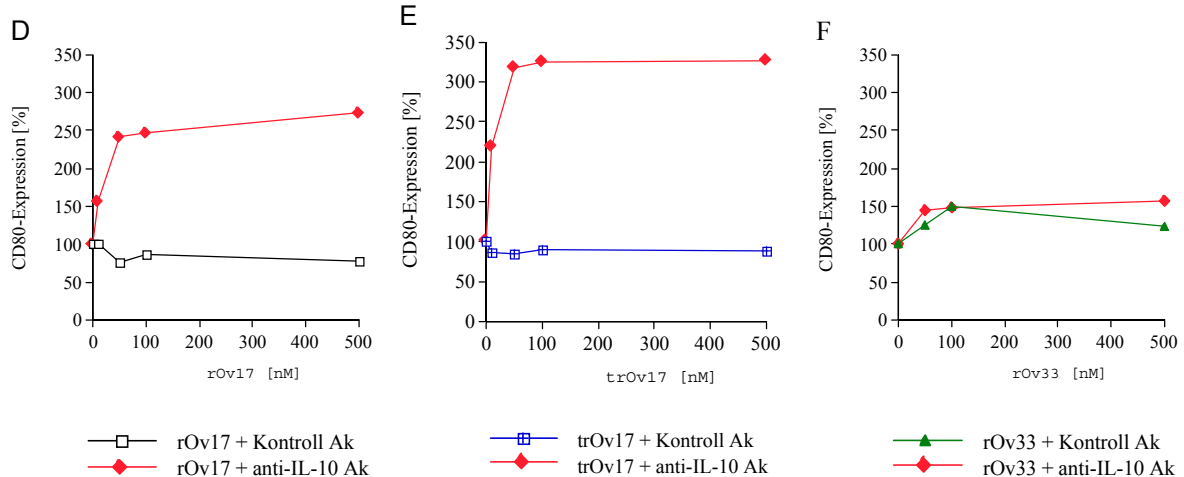 D
CD80-Expression [%]
350
300
250
200
150
100
50
0
0 100 200 300 400 500
rOv17 [nM]
rOv17 + Kontroll Ak
rOv17 + anti-IL-10 Ak
E
CD80-Expression [%]
350
300
250
200
150
100
50
0
0 100 200 300 400 500
trOv17 [nM]
trOv17 + Kontroll Ak
trOv17 + anti-IL-10 Ak
F
CD80-Expression [%]
350
300
250
200
150
100
50
0
0 100 200 300 400 500
rOv33 [nM]
rOv33 + Kontroll Ak
rOv33 + anti-IL-10 Ak